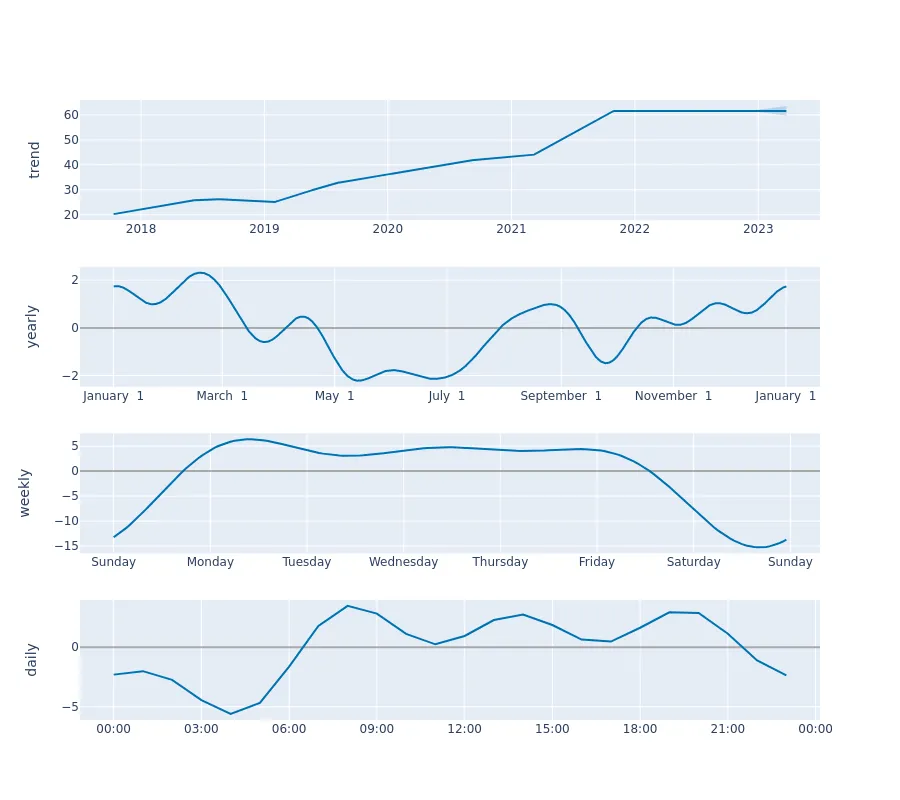 trend
60
50
40
30
20
2018 2019 2020 2021 2022 2023
yearly
2
0
−2
January 1 March 1 May 1 July 1 September 1 November 1 January 1
weekly
5
0
−5
−10
−15
Sunday Monday Tuesday Wednesday Thursday Friday Saturday Sunday
daily
0
−5
00:00 03:00 06:00 09:00 12:00 15:00 18:00 21:00 00:00